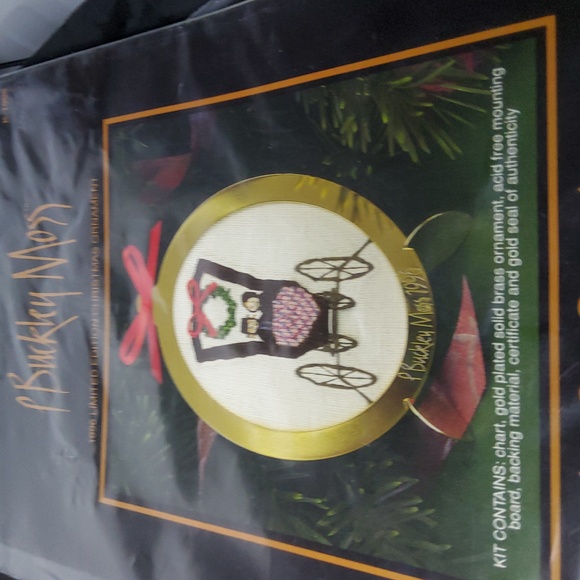 P Buckley Moss
1996 LIMITED EDITION CHRISTMAS ORNAMENT
P Buckley Moss 1996
KIT CONTAINS: chart, gold plated solid brass ornament, acid free mounting
board, backing material, certificate and gold seal of authenticity